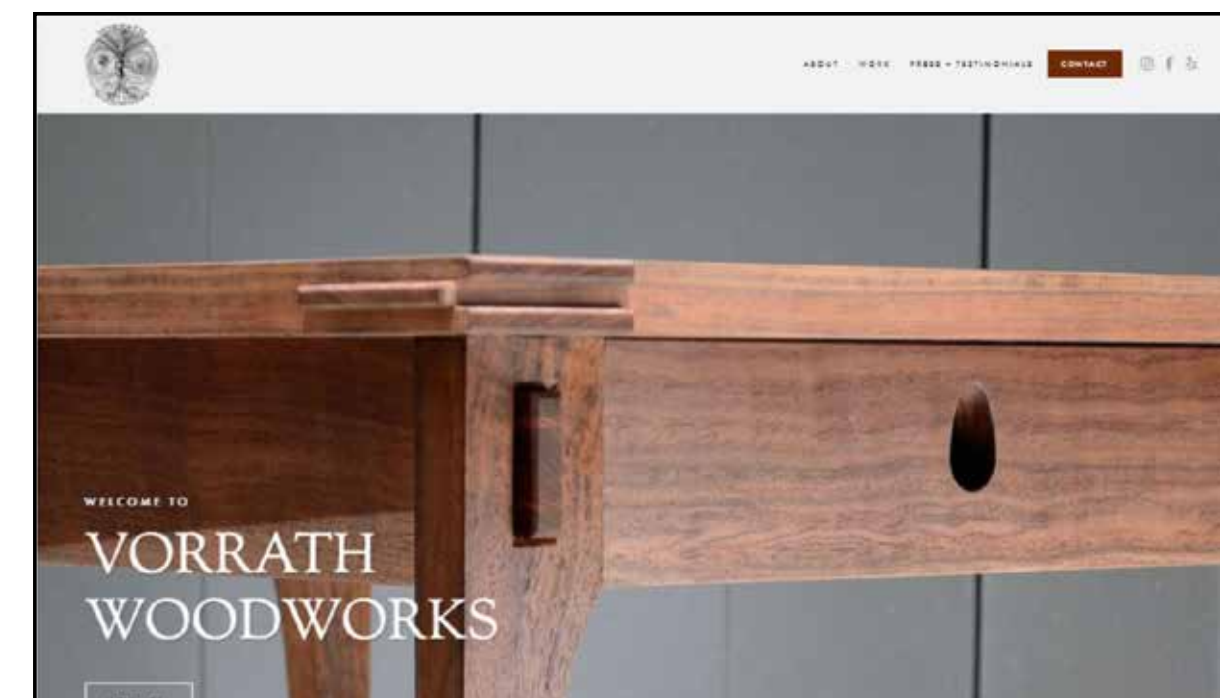 ABOUT
WORK
PRESS + TESTIMONIALS
CONTACT
WELCOME TO
VORRATH
WOODWORKS